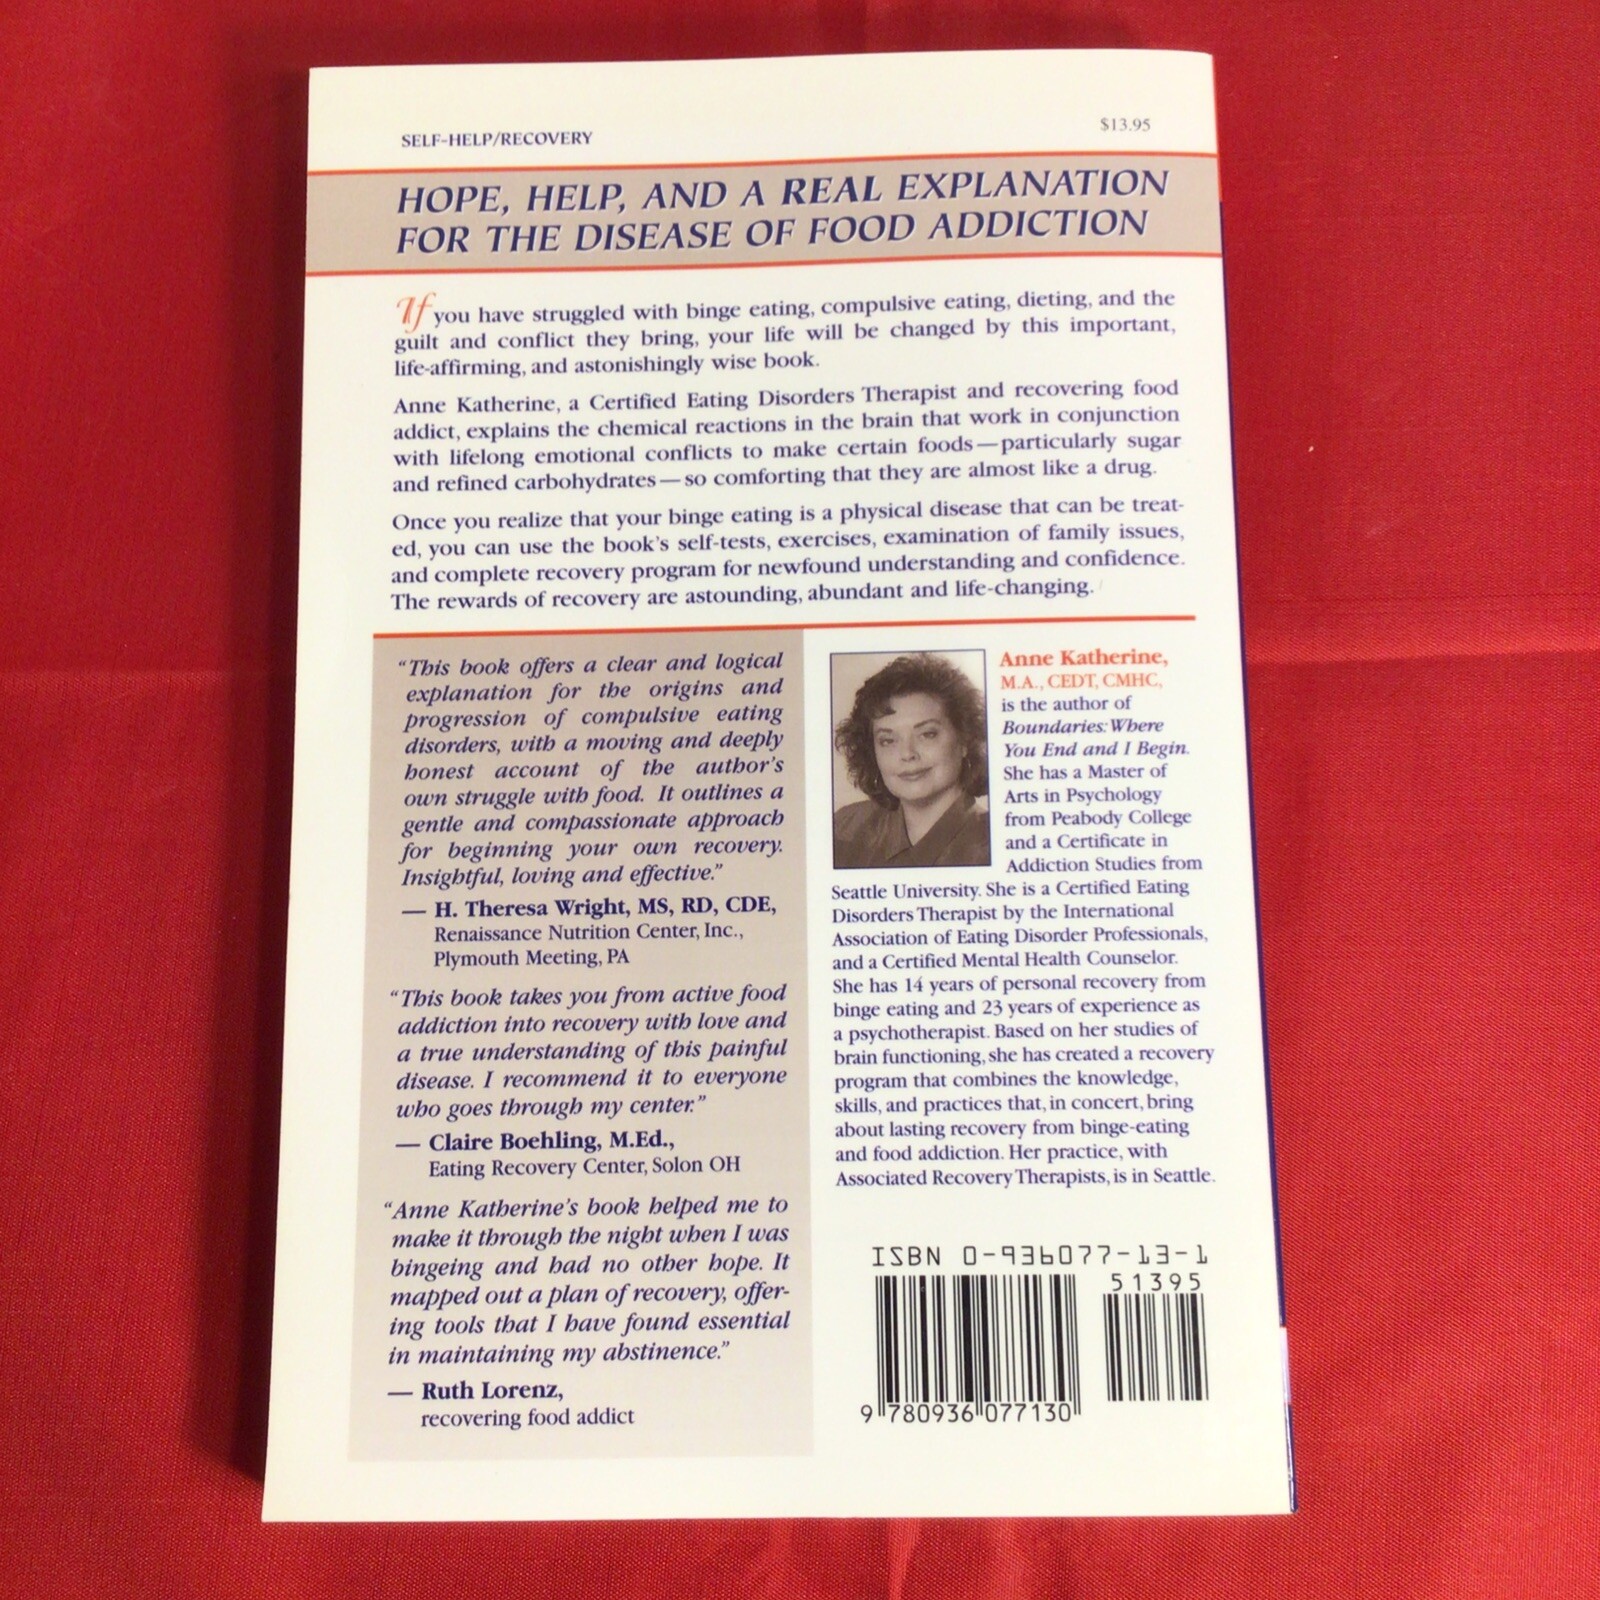 SELF-HELP/RECOVERY
$13.95
HOPE, HELP, AND A REAL EXPLANATION
FOR THE DISEASE OF FOOD ADDICTION
If you have struggled with binge eating, compulsive eating, dieting, and the
guilt and conflict they bring, your life will be changed by this important,
life-affirming, and astonishingly wise book.
Anne Katherine, a Certified Eating Disorders Therapist and recovering food
addict, explains the chemical reactions in the brain that work in conjunction
with lifelong emotional conflicts to make certain foods—particularly sugar
and refined carbohydrates—so comforting that they are almost like a drug.
Once you realize that your binge eating is a physical disease that can be treat-
ed, you can use the book's self-tests, exercises, examination of family issues,
and complete recovery program for newfound understanding and confidence.
The rewards of recovery are astounding, abundant and life-changing.
"This book offers a clear and logical
explanation for the origins and
progression of compulsive eating
disorders, with a moving and deeply
honest account of the author's
own struggle with food. It outlines a
gentle and compassionate approach
for beginning your own recovery.
Insightful, loving and effective."
— H. Theresa Wright, MS, RD, CDE,
Renaissance Nutrition Center, Inc.,
Plymouth Meeting, PA
"This book takes you from active food
addiction into recovery with love and
a true understanding of this painful
disease. I recommend it to everyone
who goes through my center."
— Claire Boehling, M.Ed.,
Eating Recovery Center, Solon OH
"Anne Katherine's book helped me to
make it through the night when I was
bingeing and had no other hope. It
mapped out a plan of recovery, offer-
ing tools that I have found essential
in maintaining my abstinence."
— Ruth Lorenz,
recovering food addict
Anne Katherine,
M.A., CEDT, CMHC,
is the author of
Boundaries: Where
You End and I Begin.
She has a Master of
Arts in Psychology
from Peabody College
and a Certificate in
Addiction Studies from
Seattle University. She is a Certified Eating
Disorders Therapist by the International
Association of Eating Disorder Professionals,
and a Certified Mental Health Counselor.
She has 14 years of personal recovery from
binge eating and 23 years of experience as
a psychotherapist. Based on her studies of
brain functioning, she has created a recovery
program that combines the knowledge,
skills, and practices that, in concert, bring
about lasting recovery from binge-eating
and food addiction. Her practice, with
Associated Recovery Therapists, is in Seattle.
ISBN 0-936077-13-1
51395
9 780936 077130